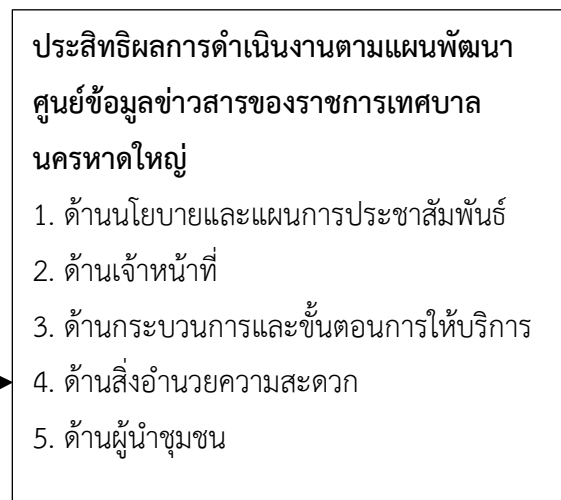 ประสิทธิผลการดำเนินงานตามแผนพัฒนา
ศูนย์ข้อมูลข่าวสารของราชการเทศบาล
นครหาดใหญ่
1. ด้านนโยบายและแผนการประชาสัมพันธ์
2. ด้านเจ้าหน้าที่
3. ด้านกระบวนการและขั้นตอนการให้บริการ
4. ด้านสิ่งอำนวยความสะดวก
5. ด้านผู้นำชุมชน